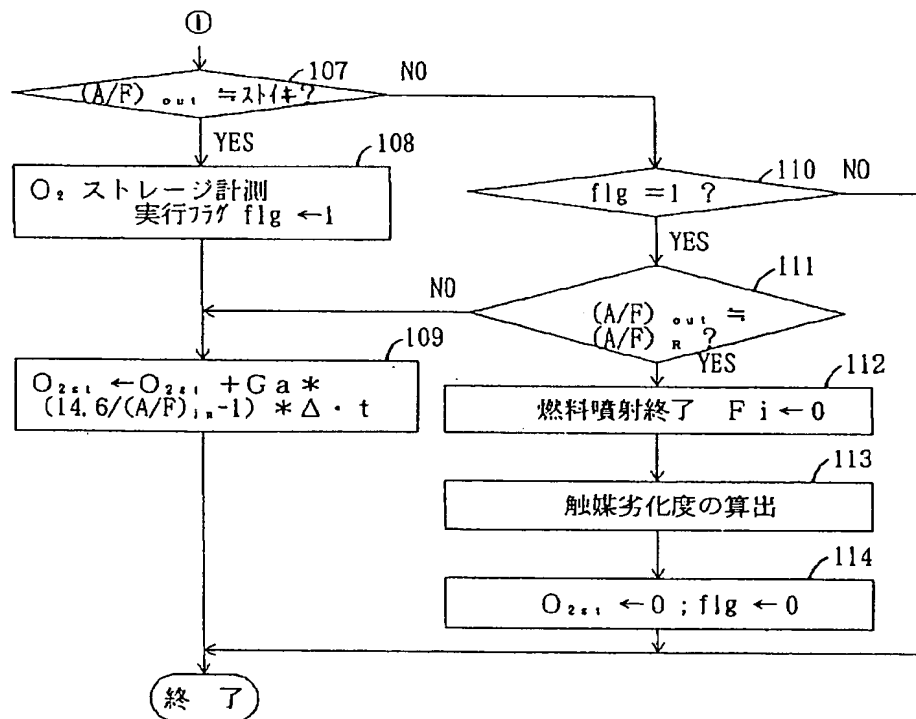 ①
107
(A/F) out ≒ストイキ?
NO
YES
108
O₂ ストレージ計測
実行フラグ flg ←1
110
NO
flg =1 ?
YES
111
NO
(A/F) out ≒
(A/F) R ?
YES
109
O2st ←O2st +Ga*
(14.6/(A/F)in-1) *Δ・t
112
燃料噴射終了 Fi←0
113
触媒劣化度の算出
114
O2st ←0 ; flg ←0
終 了